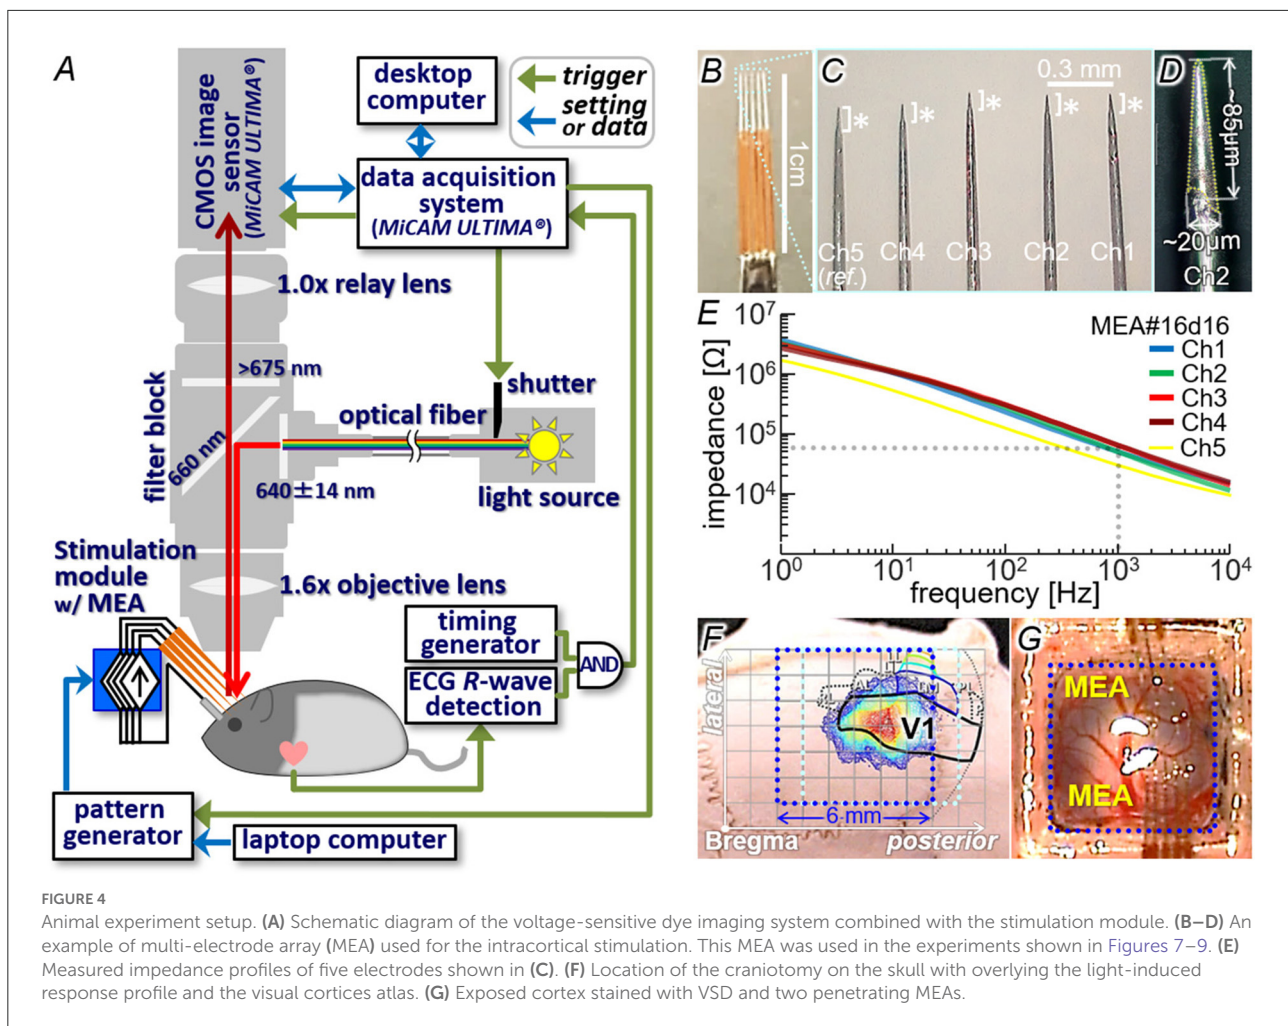 A
CMOS image
sensor
(MiCAM ULTIMA®)
desktop
computer
trigger
setting
or data
data acquisition
system
(MiCAM ULTIMA®)
1.0x relay lens
>675 nm
filter block
660 nm
optical fiber
shutter
640±14 nm
light source
Stimulation
module
w/ MEA
1.6x objective lens
timing
generator
ECG R-wave
detection
AND
pattern
generator
laptop computer
B
1cm
C
0.3 mm
*
*
*
*
*
Ch5
(ref.)
Ch4
Ch3
Ch2
Ch1
D
~85μm
~20μm
Ch2
E
MEA#16d16
Ch1
Ch2
Ch3
Ch4
Ch5
impedance [Ω]
10⁷
10⁶
10⁵
10⁴
10⁰
10¹
10²
10³
10⁴
frequency [Hz]
F
lateral
V1
6 mm
Bregma
posterior
G
MEA
MEA
FIGURE 4
Animal experiment setup. (A) Schematic diagram of the voltage-sensitive dye imaging system combined with the stimulation module. (B–D) An
example of multi-electrode array (MEA) used for the intracortical stimulation. This MEA was used in the experiments shown in Figures 7–9. (E)
Measured impedance profiles of five electrodes shown in (C). (F) Location of the craniotomy on the skull with overlying the light-induced
response profile and the visual cortices atlas. (G) Exposed cortex stained with VSD and two penetrating MEAs.